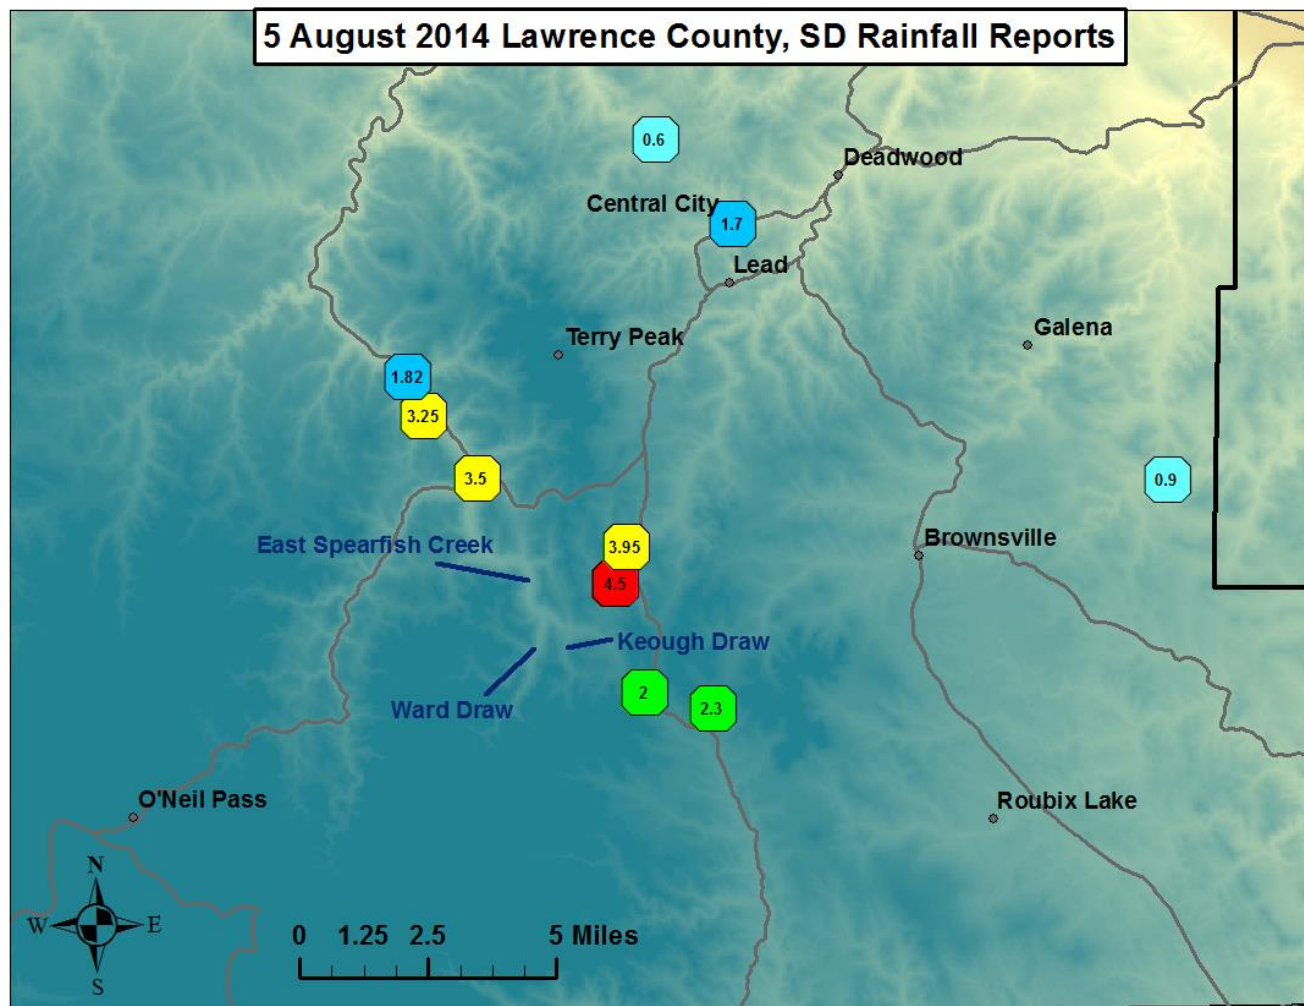 5 August 2014 Lawrence County, SD Rainfall Reports
0.6
Deadwood
Central City
1.7
Lead
Terry Peak
Galena
1.82
3.25
3.5
0.9
East Spearfish Creek
3.95
Brownsville
4.5
Keough Draw
Ward Draw
2
2.3
O'Neil Pass
Roubix Lake
N
W
E
S
0 1.25 2.5 5 Miles